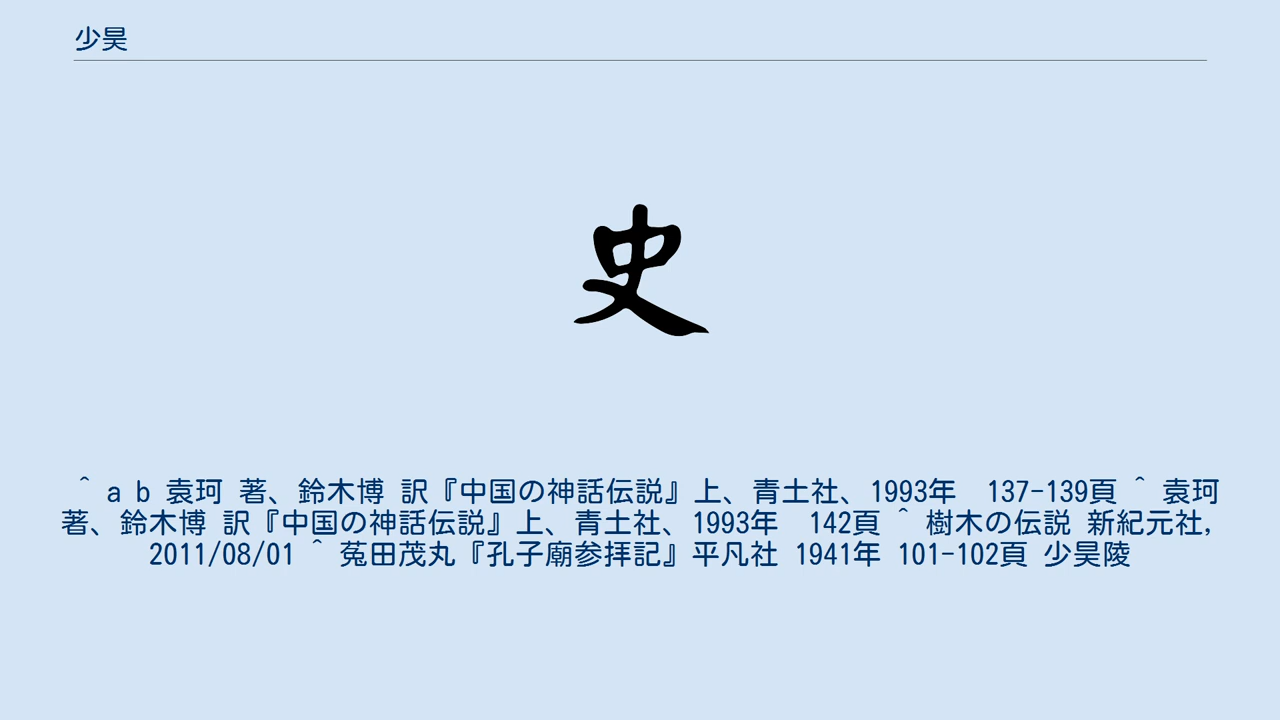 少昊
史
^ a b 袁珂 著、鈴木博 訳『中国の神話伝説』上、青土社、1993年　137-139頁 ^ 袁珂
著、鈴木博 訳『中国の神話伝説』上、青土社、1993年　142頁 ^ 樹木の伝説 新紀元社,
2011/08/01 ^ 菟田茂丸『孔子廟参拝記』平凡社 1941年 101-102頁 少昊陵